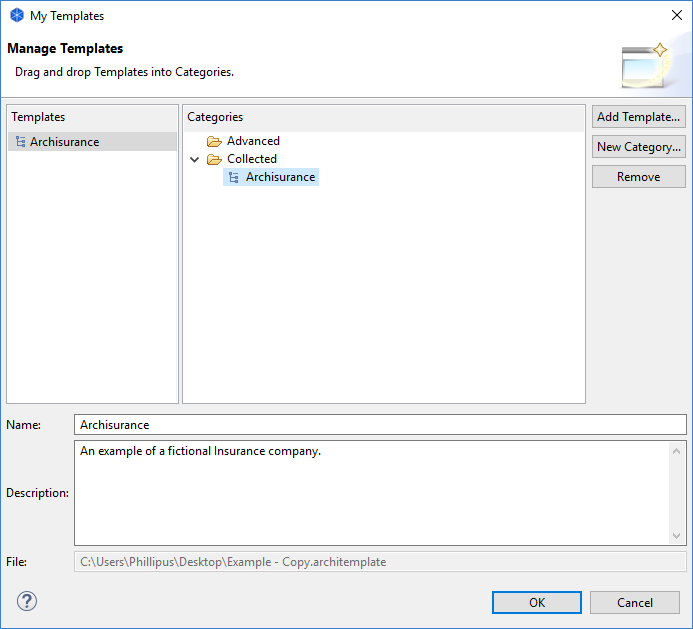 My Templates
Manage Templates
Drag and drop Templates into Categories.
Templates
Archisurance
Categories
Advanced
Collected
Archisurance
Add Template...
New Category...
Remove
Name:
Archisurance
Description:
An example of a fictional Insurance company.
File:
C:\Users\Phillipus\Desktop\Example - Copy.architemplate
?
OK
Cancel